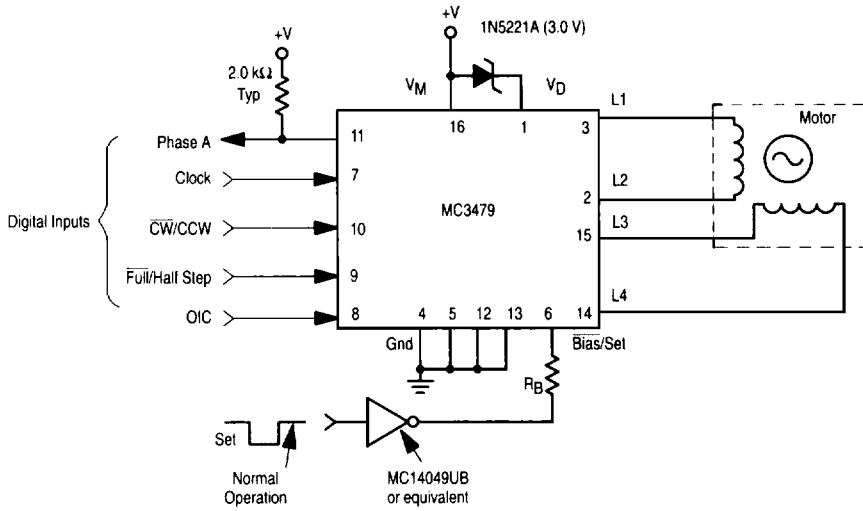 +V
1N5221A (3.0 V)
+V
2.0 kΩ
Typ
VM
VD
L1
Motor
11
16
1
3
Phase A
Clock
7
L2
2
MC3479
Digital Inputs
CW/CCW
10
15
L3
Full/Half Step
9
L4
OIC
8
4
5
12
13
6
14
Gnd
Bias/Set
RB
Set
Normal
Operation
MC14049UB
or equivalent